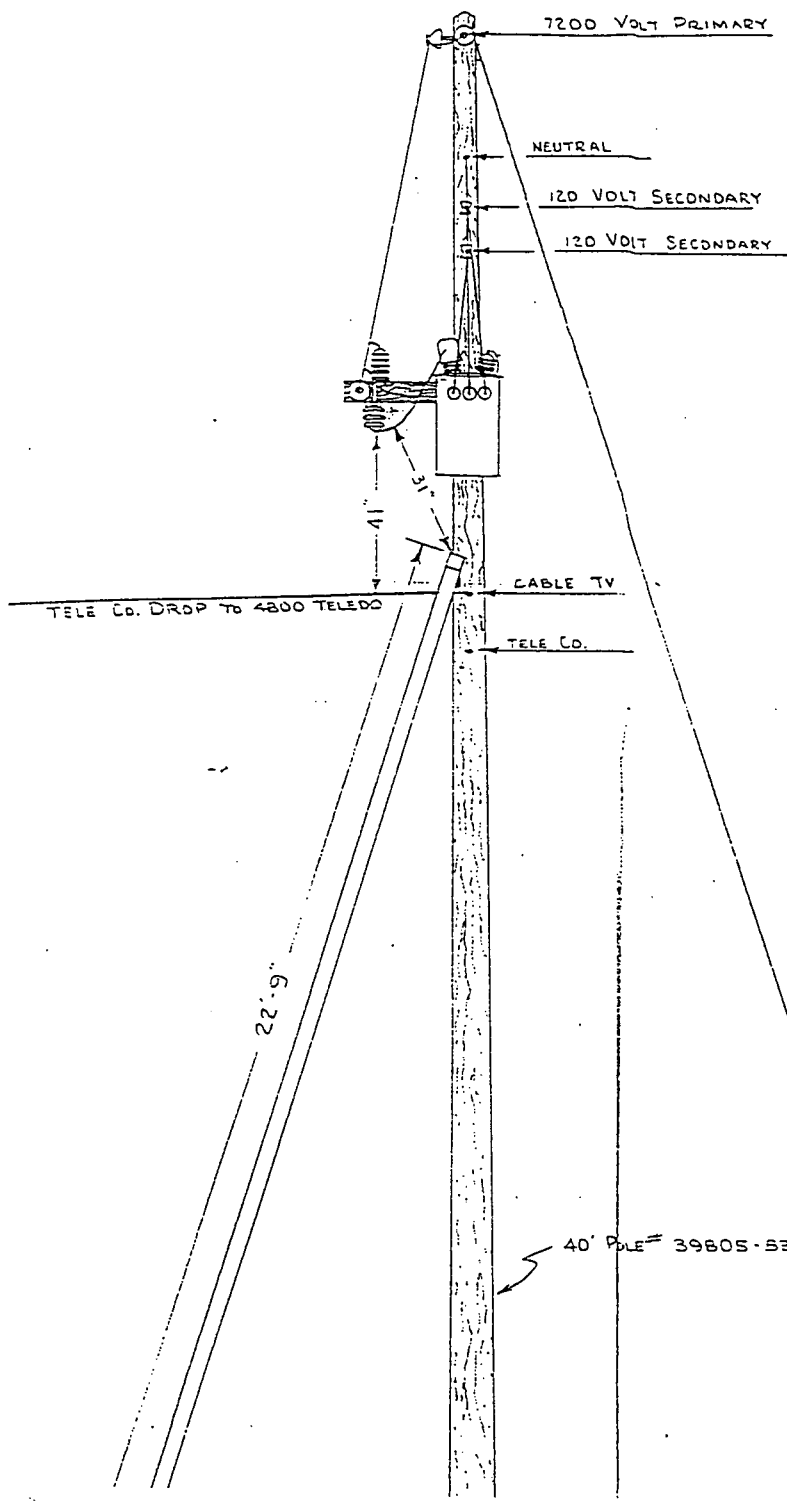 7200 VOLT PRIMARY
NEUTRAL
120 VOLT SECONDARY
120 VOLT SECONDARY
31"
41"
CABLE TV
TELE CO. DROP TO 4800 TELEDO
TELE CO.
22'-9"
40' POLE# 39805-53